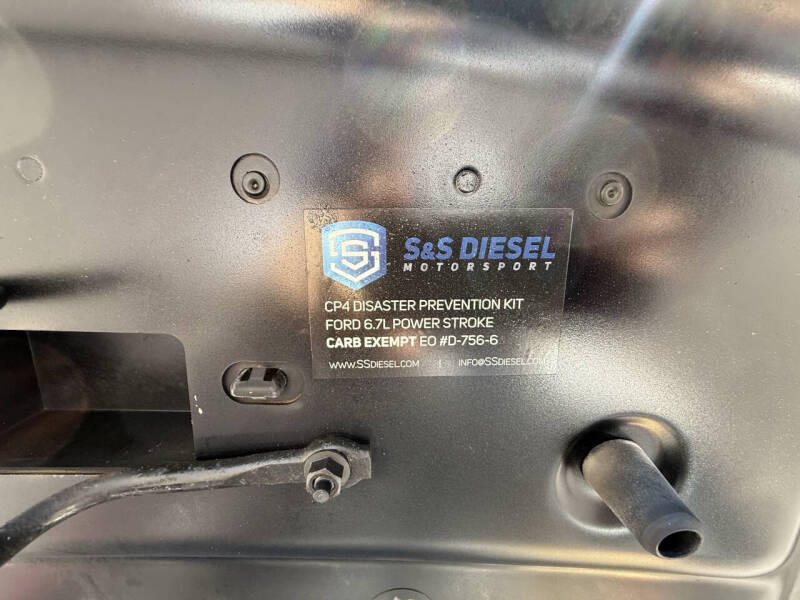 S&S DIESEL
MOTORSPORT
CP4 DISASTER PREVENTION KIT
FORD 6.7L POWER STROKE
CARB EXEMPT EO #D-756-6
WWW.SSDIESEL.COM | INFO@SSDIESEL.COM